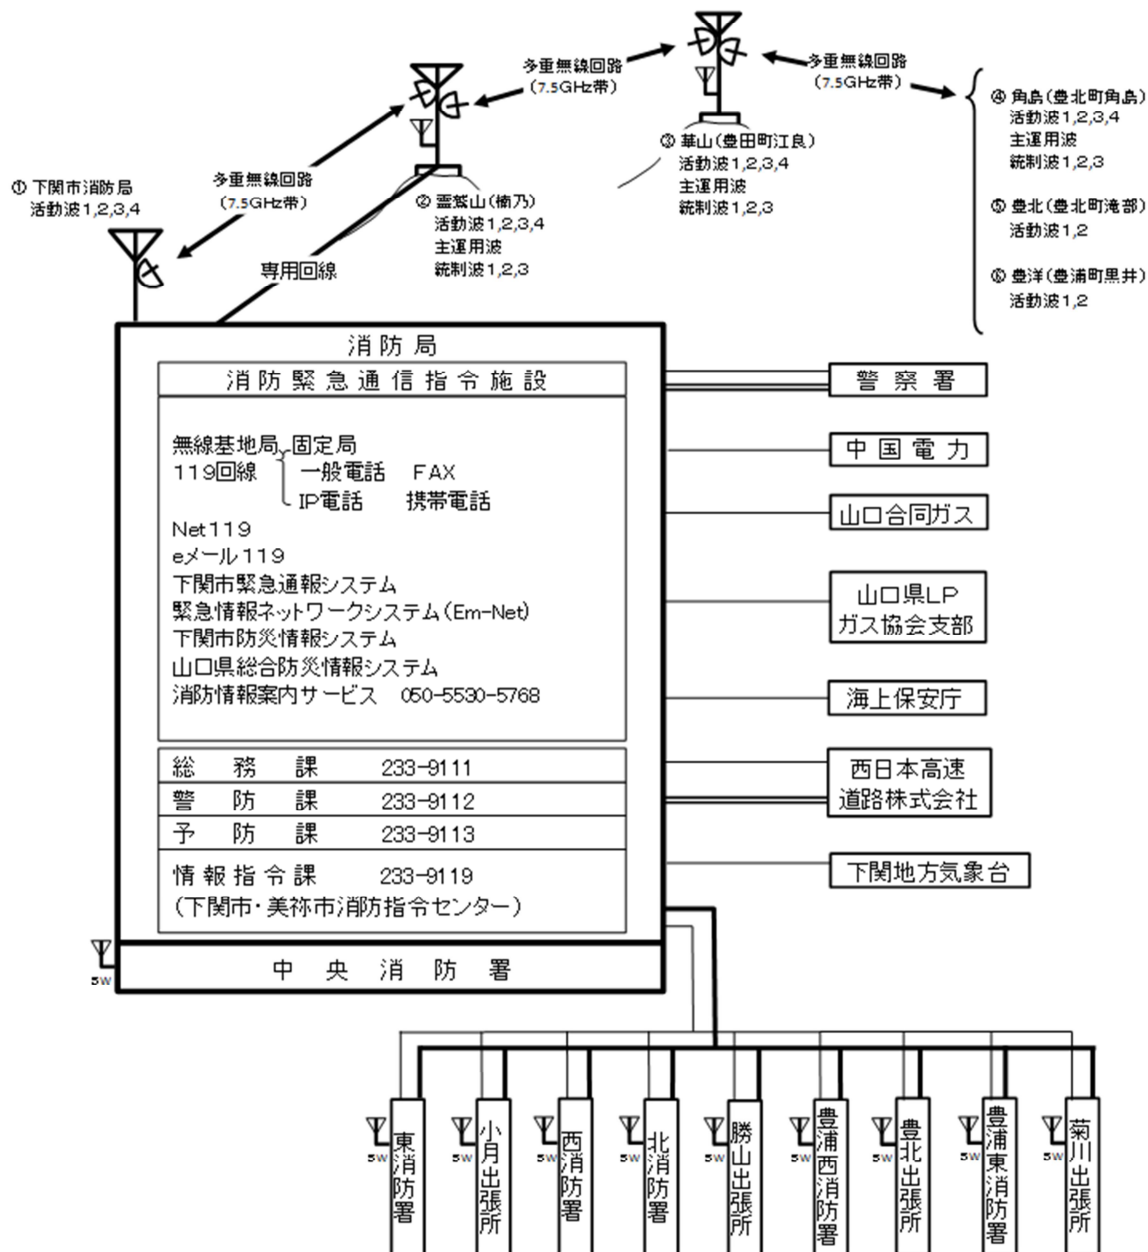 多重無線回路
(7.5GHz帯)
多重無線回路
(7.5GHz帯)
④ 角島(豊北町角島)
活動波1,2,3,4
主運用波
統制波1,2,3
⑤ 豊北(豊北町滝部)
活動波1,2
⑥ 豊洋(豊浦町黒井)
活動波1,2
③ 華山(豊田町江良)
活動波1,2,3,4
主運用波
統制波1,2,3
① 下関市消防局
活動波1,2,3,4
多重無線回路
(7.5GHz帯)
② 霊鷲山(楠乃)
活動波1,2,3,4
主運用波
統制波1,2,3
専用回線
消防局
消防緊急通信指令施設
無線基地局、固定局
119回線 一般電話 FAX
IP電話 携帯電話
Net119
eメール119
下関市緊急通報システム
緊急情報ネットワークシステム(Em-Net)
下関市防災情報システム
山口県総合防災情報システム
消防情報案内サービス 050-5530-5768
総務課 233-9111
警防課 233-9112
予防課 233-9113
情報指令課 233-9119
(下関市・美祢市消防指令センター)
5W
中央消防署
警察署
中国電力
山口合同ガス
山口県LP
ガス協会支部
海上保安庁
西日本高速
道路株式会社
下関地方気象台
5W
東消防署
5W
小月出張所
5W
西消防署
5W
北消防署
5W
勝山出張所
5W
豊浦西消防署
5W
豊北出張所
5W
豊浦東消防署
5W
菊川出張所